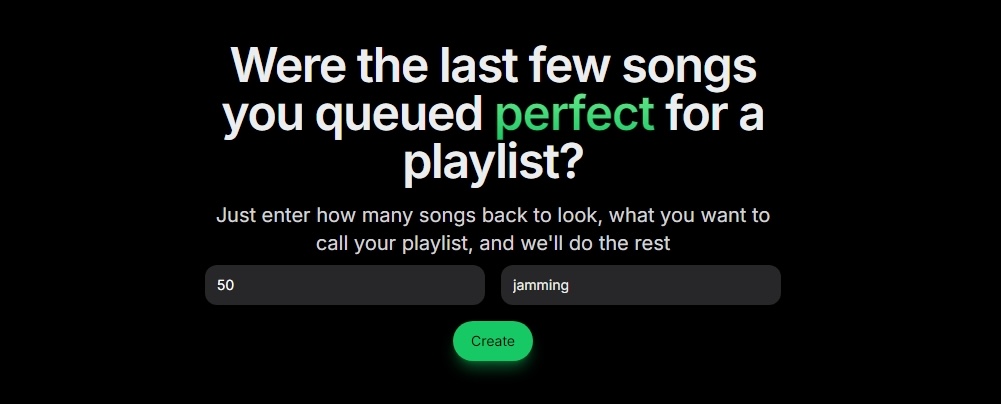 Were the last few songs
you queued perfect for a
playlist?
Just enter how many songs back to look, what you want to
call your playlist, and we'll do the rest
50
jamming
Create